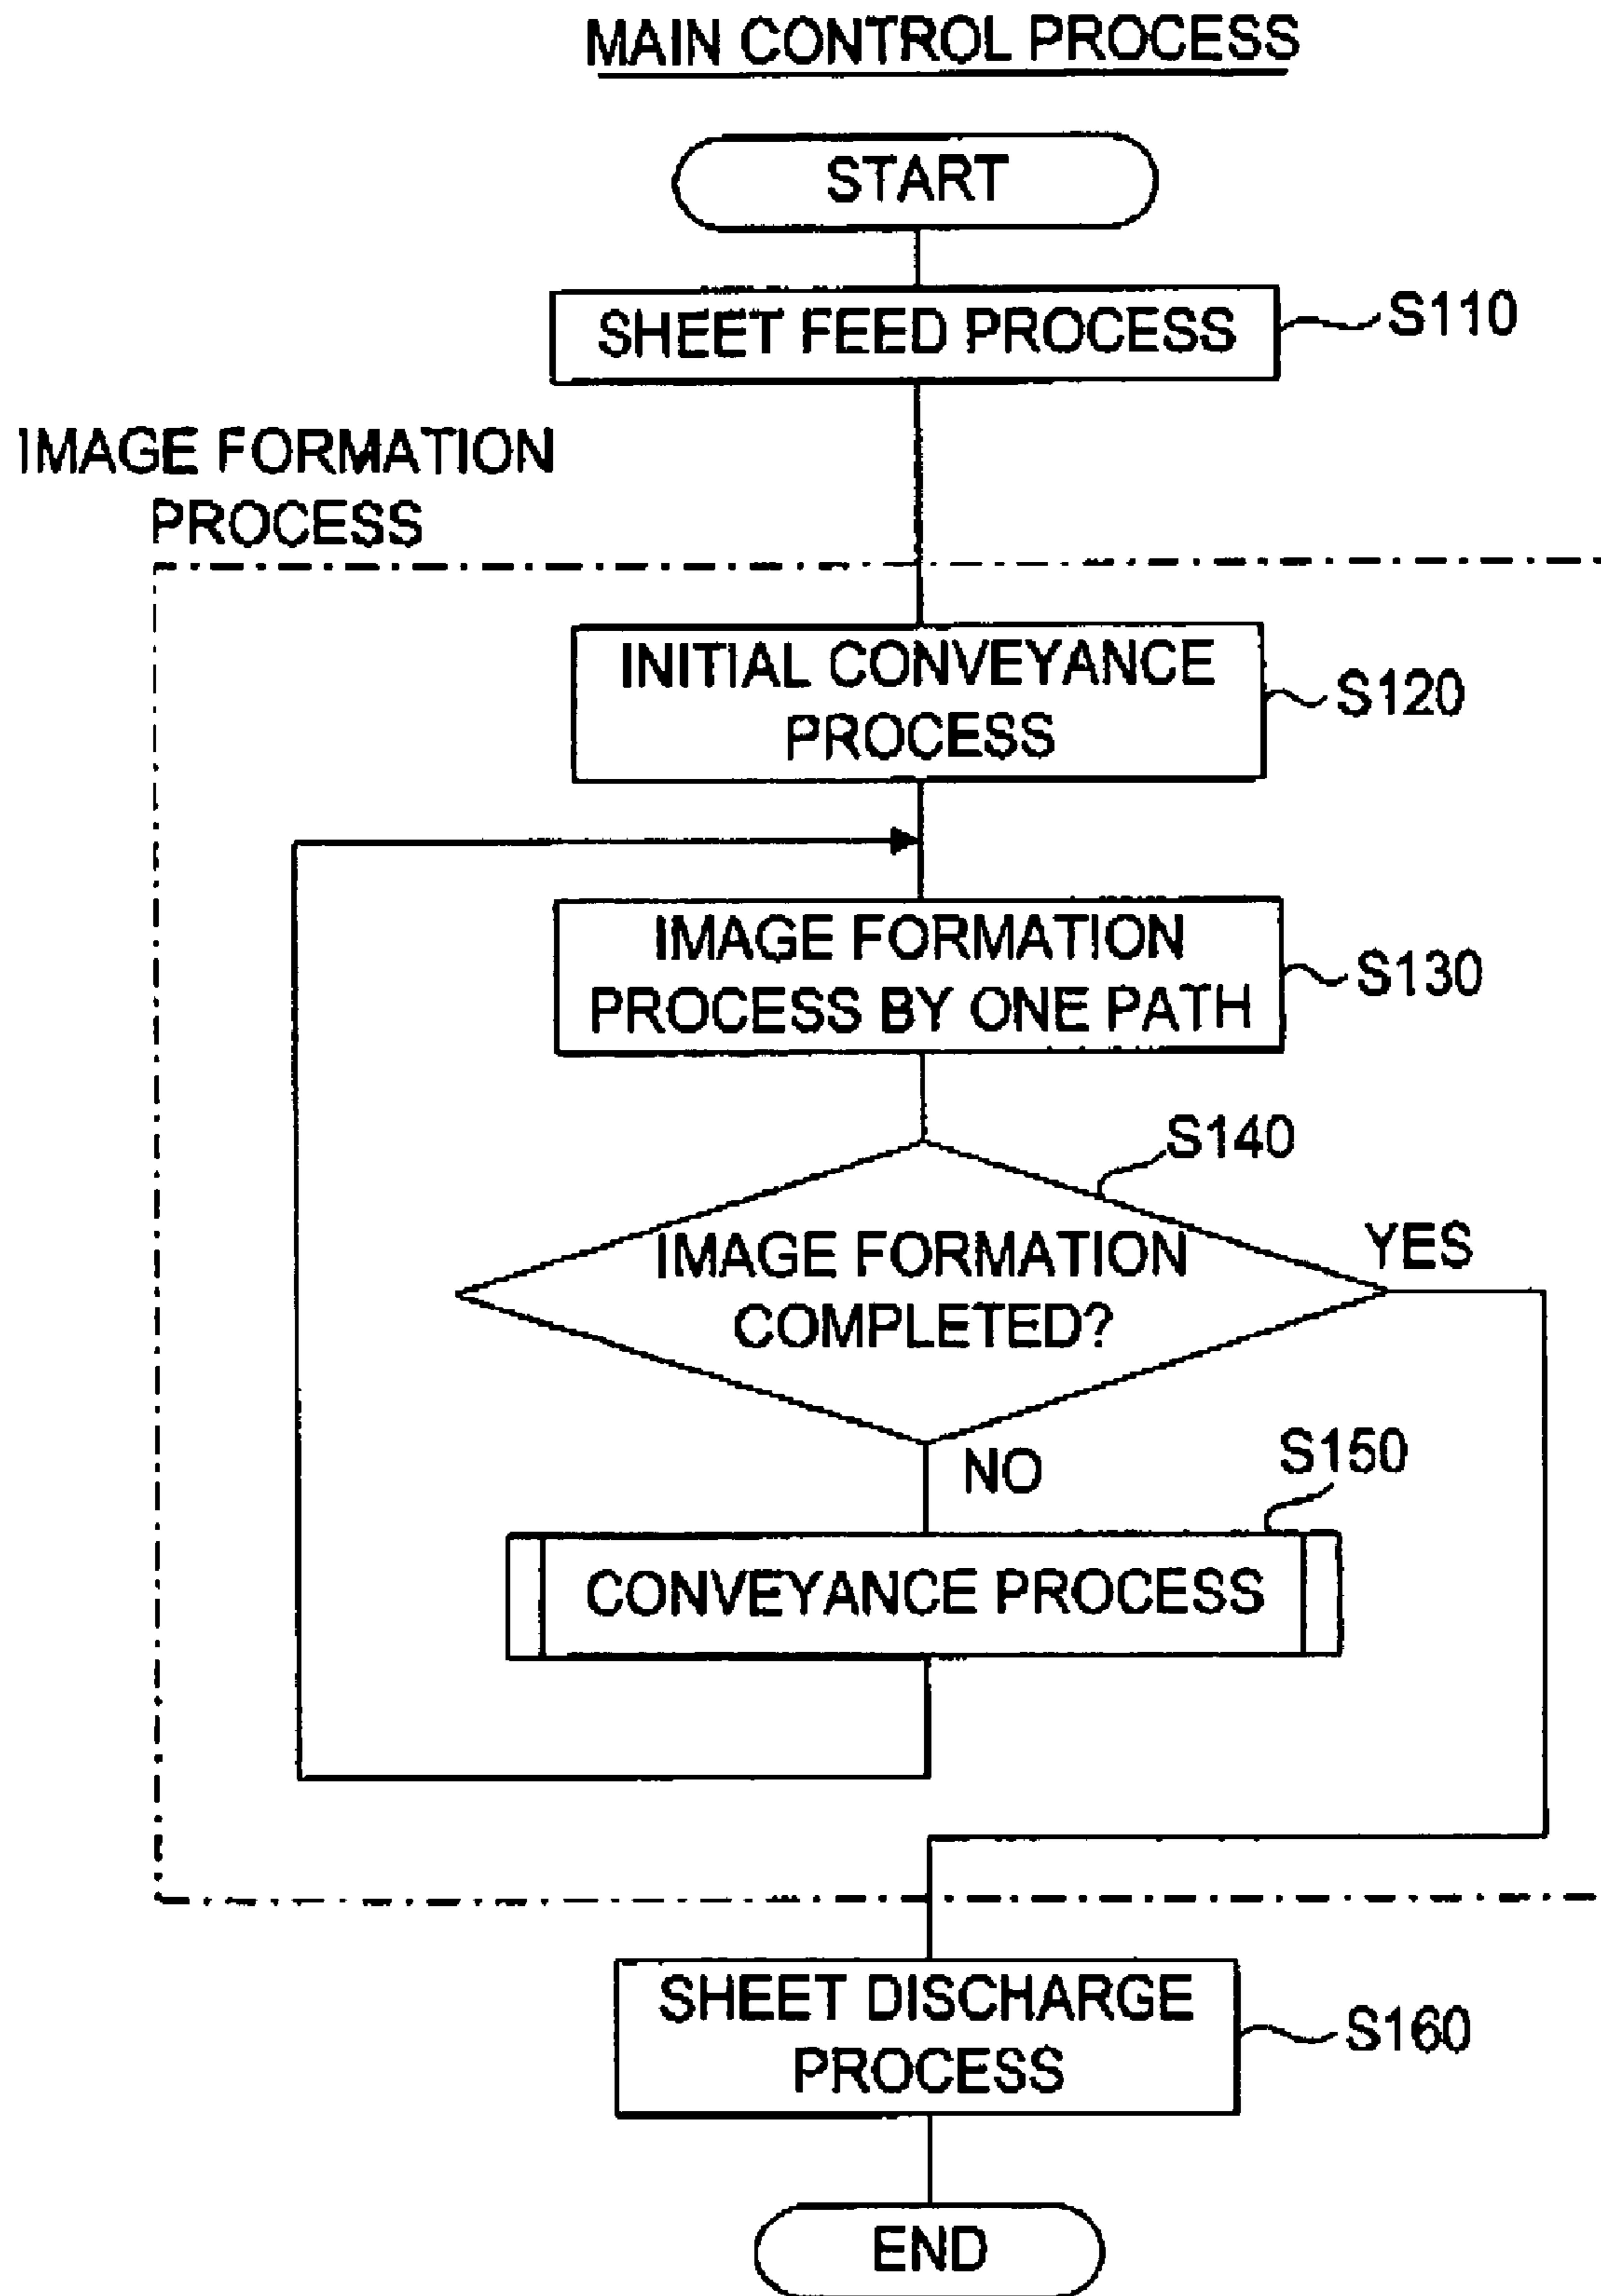 MAIN CONTROL PROCESS
START
SHEET FEED PROCESS
S110
IMAGE FORMATION
PROCESS
INITIAL CONVEYANCE
PROCESS
S120
IMAGE FORMATION
PROCESS BY ONE PATH
S130
S140
IMAGE FORMATION
COMPLETED?
YES
NO
S150
CONVEYANCE PROCESS
SHEET DISCHARGE
PROCESS
S160
END